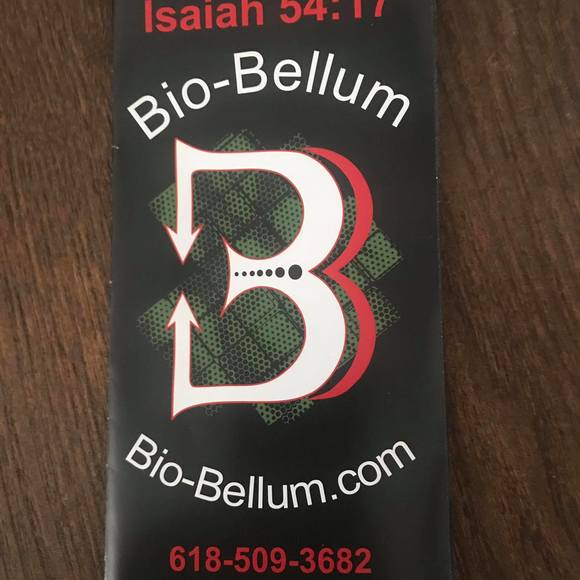 Isaiah 54:17
Bio-Bellum
B
Bio-Bellum.com
618-509-3682